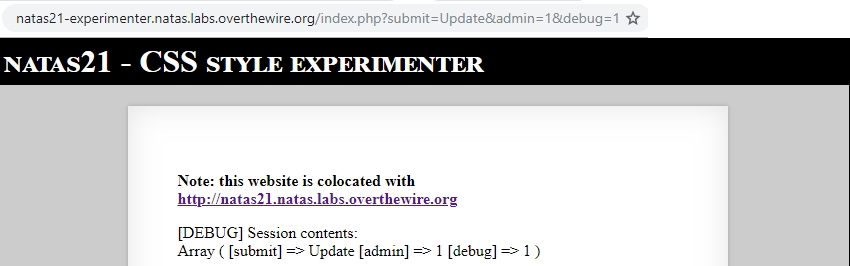 natas21-experimenter.natas.labs.overthewire.org/index.php?submit=Update&admin=1&debug=1
NATAS21 - CSS STYLE EXPERIMENTER
Note: this website is colocated with
http://natas21.natas.labs.overthewire.org
[DEBUG] Session contents:
Array ( [submit] => Update [admin] => 1 [debug] => 1 )